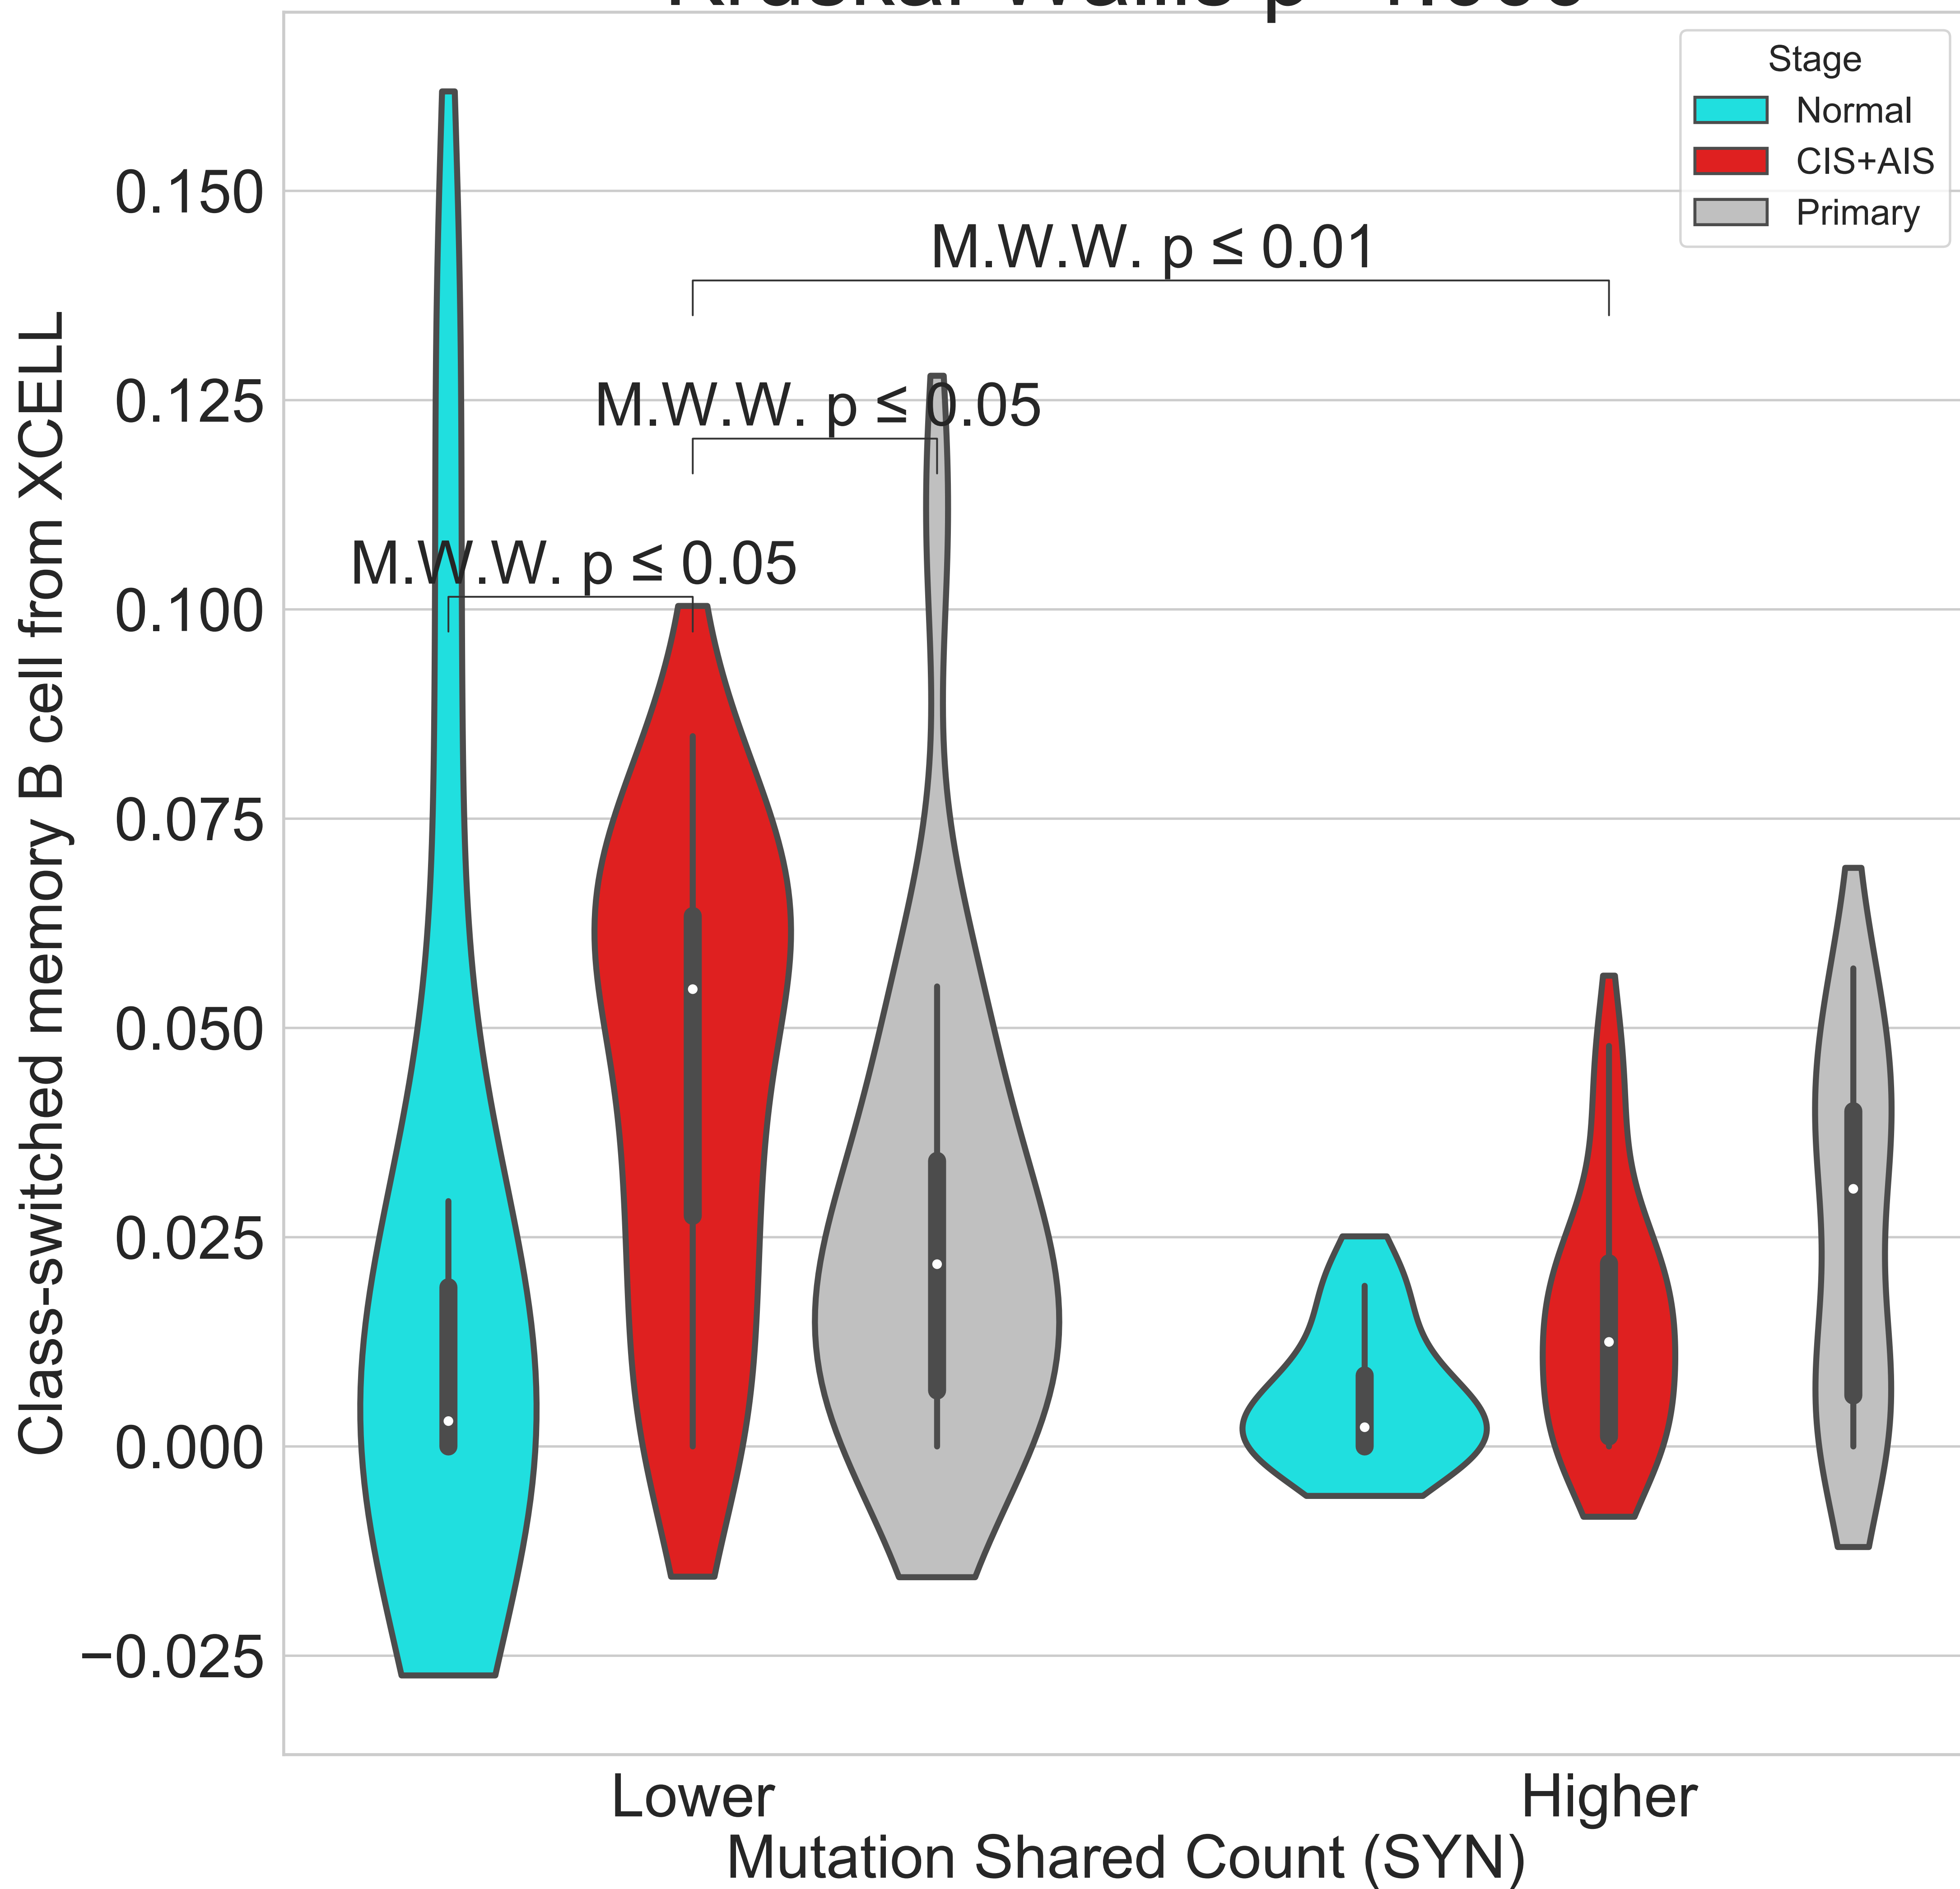 Stage
Normal
CIS+AIS
Primary
0.150
0.125
0.100
0.075
0.050
0.025
0.000
−0.025
Class-switched memory B cell from XCELL
M.W.W. p ≤ 0.01
M.W.W. p ≤ 0.05
M.W.W. p ≤ 0.05
Lower
Higher
Mutation Shared Count (SYN)